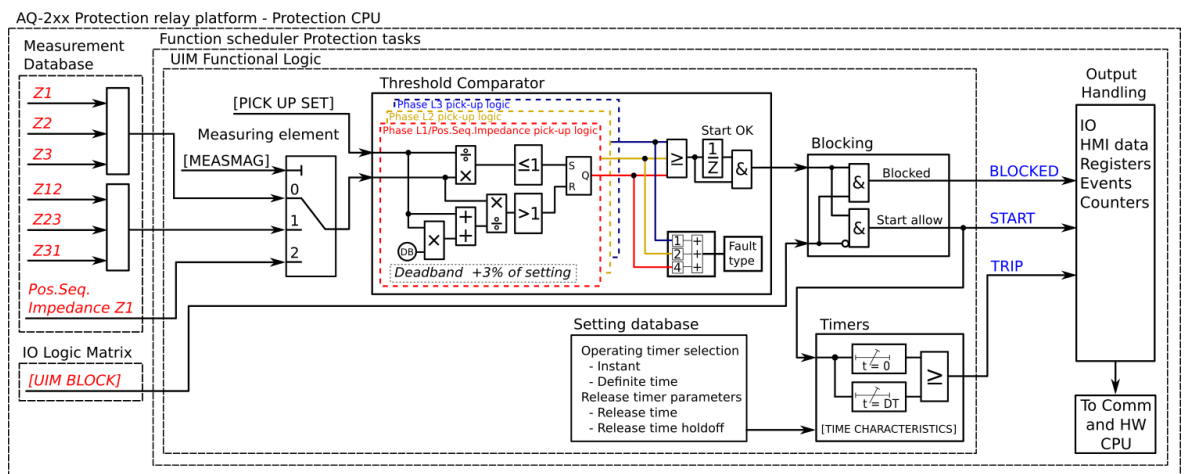 AQ-2xx Protection relay platform - Protection CPU
Function scheduler Protection tasks
UIM Functional Logic
Measurement
Database
Z1
Z2
Z3
Z12
Z23
Z31
Pos.Seq.
Impedance Z1
IO Logic Matrix
[UIM BLOCK]
[PICK UP SET]
Measuring element
[MEASMAG]
0
1
2
Threshold Comparator
Phase L3 pick-up logic
Phase L2 pick-up logic
Phase L1/Pos.Seq.Impedance pick-up logic
÷
×
≤1
S
Q
R
×
÷
>1
+
+
×
DB
Deadband +3% of setting
≥
Start OK
1
Z
&
1 +
2 +
4 +
Fault
type
Blocking
&
Blocked
&
Start allow
BLOCKED
START
TRIP
Setting database
Operating timer selection
- Instant
- Definite time
Release timer parameters
- Release time
- Release time holdoff
Timers
t = 0
t = DT
≥
[TIME CHARACTERISTICS]
Output
Handling
IO
HMI data
Registers
Events
Counters
To Comm
and HW
CPU